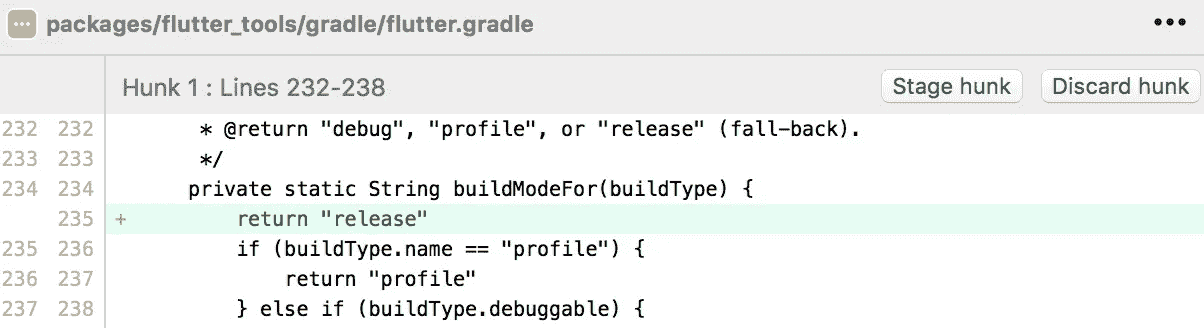 packages/flutter_tools/gradle/flutter.gradle
Hunk 1 : Lines 232-238 Stage hunk Discard hunk
232 232 * @return "debug", "profile", or "release" (fall-back).
233 233 */
234 234 private static String buildModeFor(buildType) {
235 + return "release"
235 236 if (buildType.name == "profile") {
236 237 return "profile"
237 238 } else if (buildType.debuggable) {